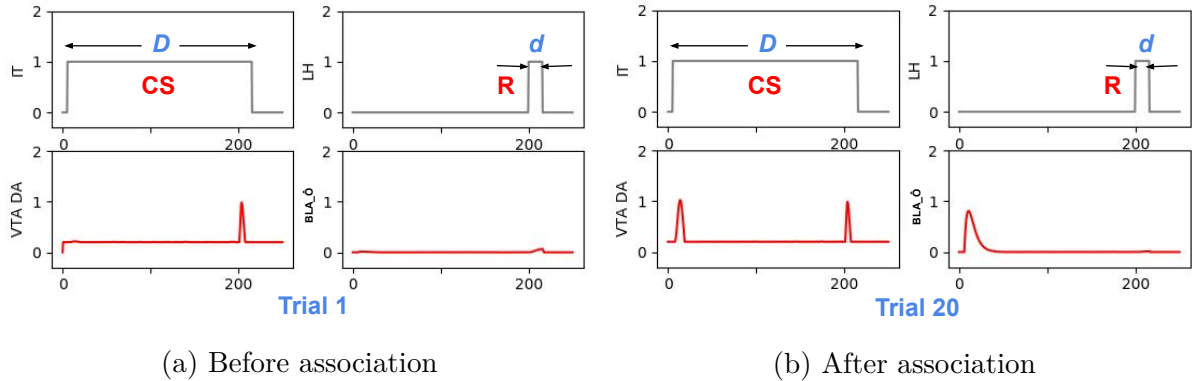 2 2 2 2
D d D d
IT 1 LH 1 IT 1 LH 1
CS R CS R
0 0 0 0
0 200 0 200 0 200 0 200
2 2 2 2
VTA DA 1 BLA_Ô 1 VTA DA 1 BLA_Ô 1
0 0 0 0
0 200 0 200 0 200 0 200
Trial 1 Trial 20
(a) Before association (b) After association